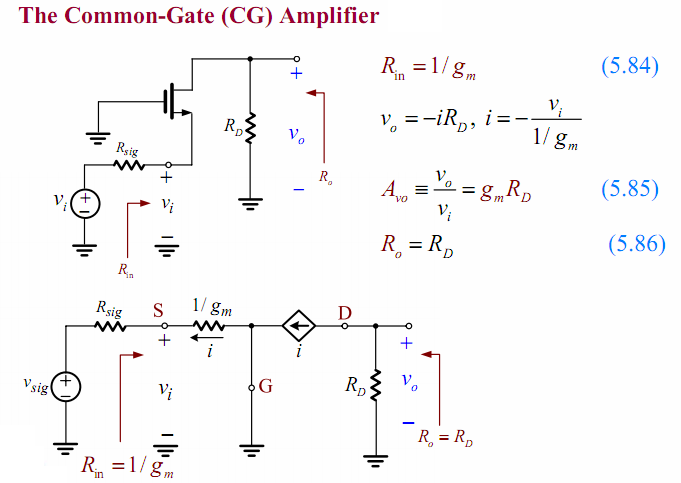 The Common-Gate (CG) Amplifier
R_in = 1/g_m (5.84)
v_o = -iR_D, i = - v_i / 1/g_m
A_vo ≡ v_o / v_i = g_m R_D (5.85)
R_o = R_D (5.86)
R_D
+
v_o
−
R_o
R_sig
+
v_i
+
−
v_i
−
R_in
R_sig S 1/g_m D
+
i
i
+
v_sig
+
−
v_i
G
R_D
v_o
−
−
R_o = R_D
R_in = 1/g_m